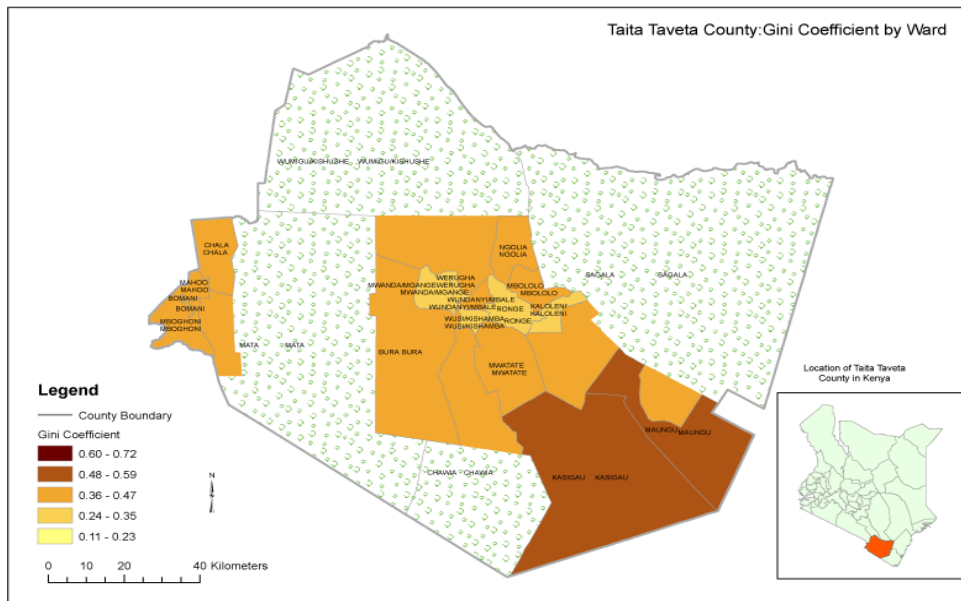 Taita Taveta County:Gini Coefficient by Ward
WUMIGU/KISHUSHE WUMIGU/KISHUSHE
CHALA
CHALA
NGOLIA
NGOLIA
SAGALA SAGALA
MAHOO
MAHOO
BOMANI
BOMANI
MBOGHONI
MBOGHONI
WERUGHA
MWANDA/MGANGEWERUGHA
MWANDA/MGANGE
MBOLOLO
MBOLOLO
WUNDANYI/MBALE
WUNDANYI/MBALE
RONGE
RONGE
KALOLENI
KALOLENI
WUSI/KISHAMBA
WUSI/KISHAMBA
MATA MATA
BURA BURA
MWATATE
MWATATE
MAUNGU MAUNGU
CHAWIA CHAWIA
KASIGAU KASIGAU
Legend
County Boundary
Gini Coefficient
0.60 - 0.72
0.48 - 0.59
0.36 - 0.47
0.24 - 0.35
0.11 - 0.23
N
0 10 20 40 Kilometers
Location of Taita Taveta
County in Kenya